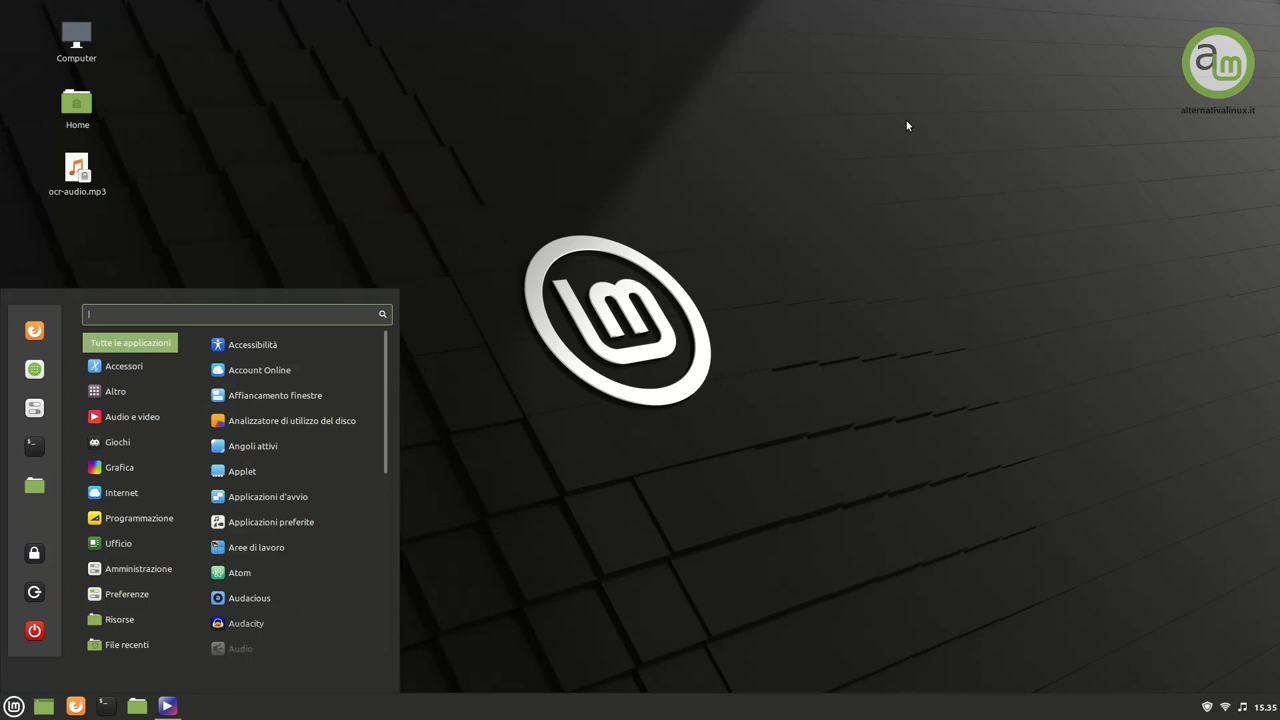 Computer
Home
ocr-audio.mp3
alternativalinux.it
Tutte le applicazioni
Accessori
Altro
Audio e video
Giochi
Grafica
Internet
Programmazione
Ufficio
Amministrazione
Preferenze
Risorse
File recenti
Accessibilità
Account Online
Affiancamento finestre
Analizzatore di utilizzo del disco
Angoli attivi
Applet
Applicazioni d'avvio
Applicazioni preferite
Aree di lavoro
Atom
Audacious
Audacity
Audio
15.35